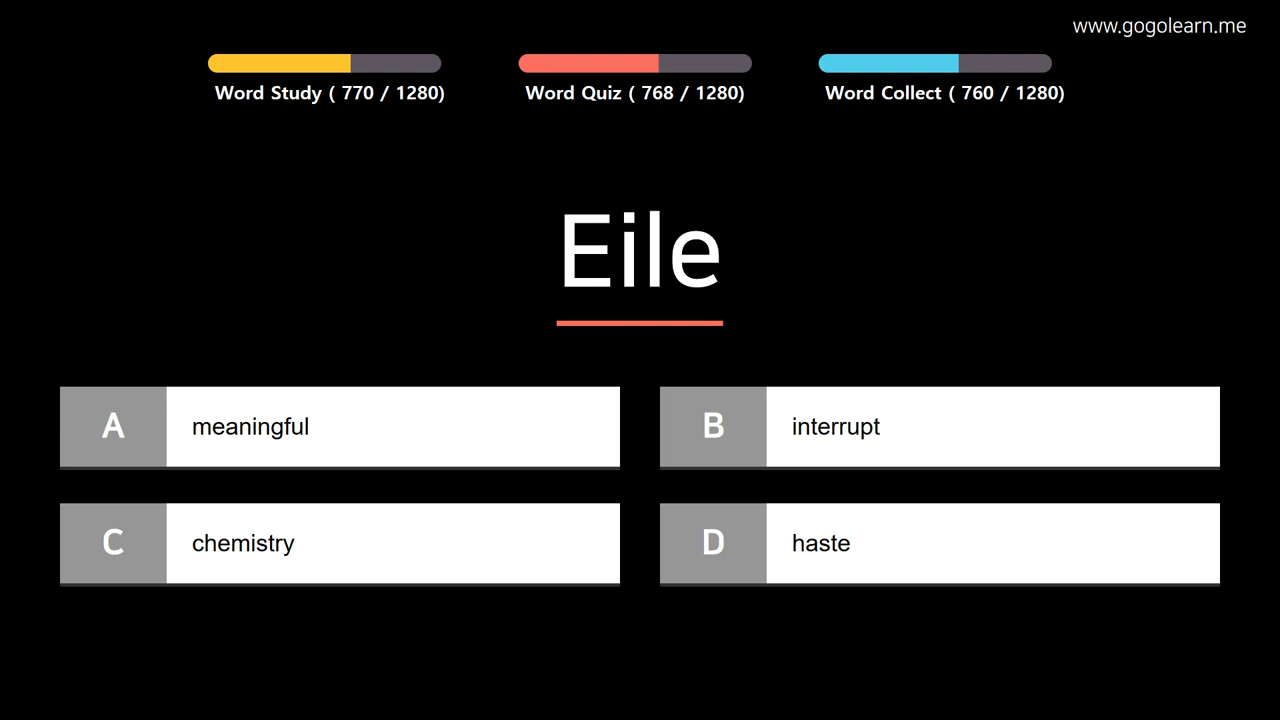 www.gogolearn.me
Word Study ( 770 / 1280)
Word Quiz ( 768 / 1280)
Word Collect ( 760 / 1280)
Eile
A meaningful
B interrupt
C chemistry
D haste